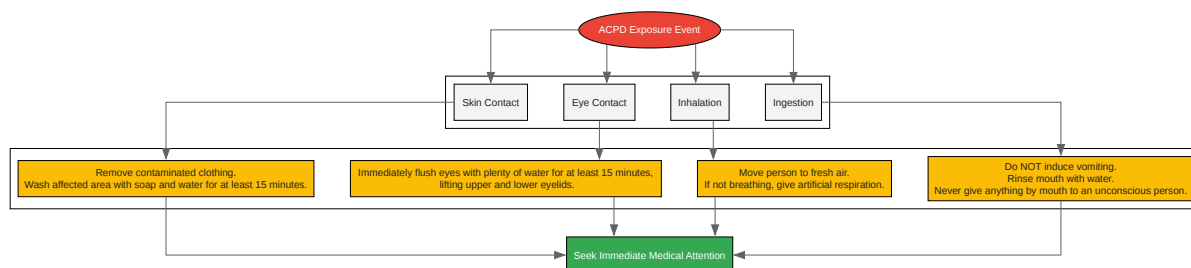 ACPD Exposure Event
Skin Contact
Eye Contact
Inhalation
Ingestion
Remove contaminated clothing.
Wash affected area with soap and water for at least 15 minutes.
Immediately flush eyes with plenty of water for at least 15 minutes,
lifting upper and lower eyelids.
Move person to fresh air.
If not breathing, give artificial respiration.
Do NOT induce vomiting.
Rinse mouth with water.
Never give anything by mouth to an unconscious person.
Seek Immediate Medical Attention